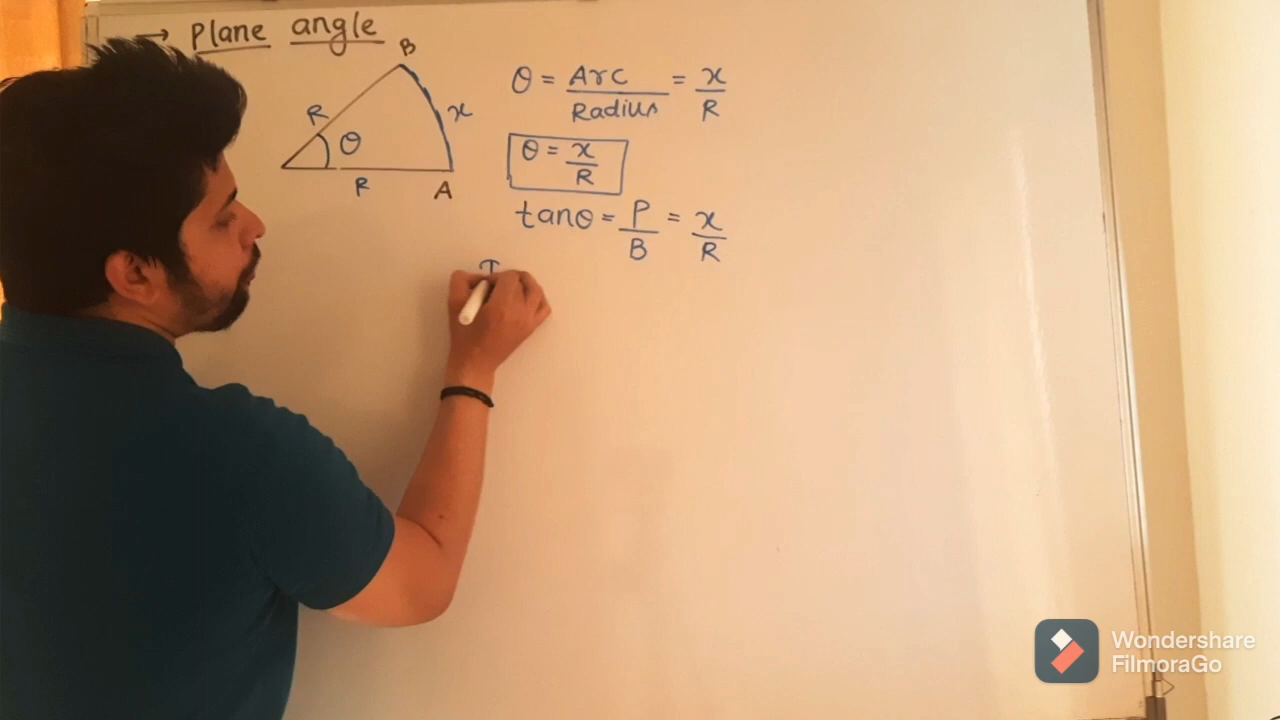 → Plane angle
B
R
θ
x
R
A
θ = Arc / Radius = x / R
θ = x / R
tanθ = P / B = x / R
I
Wondershare
FilmoraGo